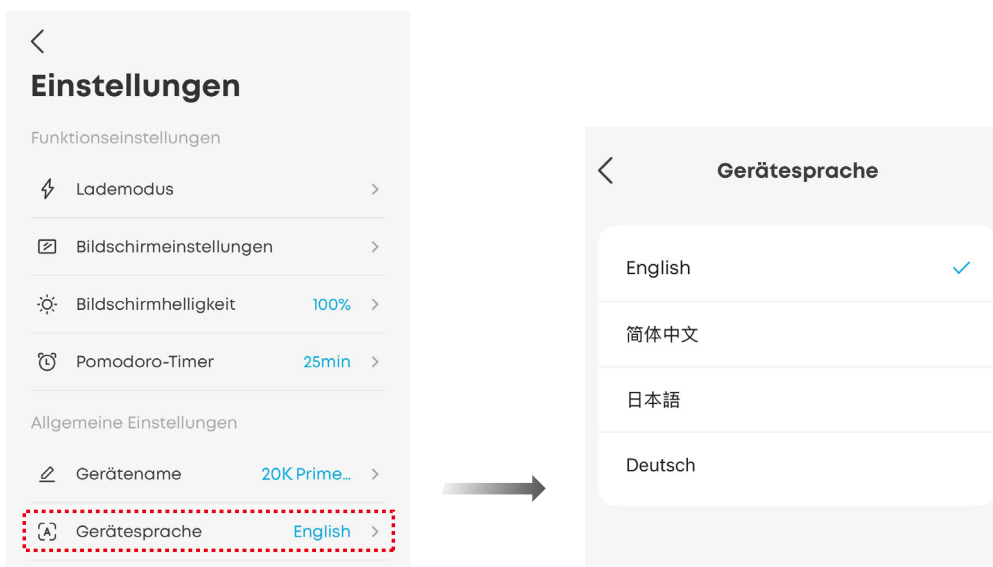 Einstellungen
Funktionseinstellungen
Lademodus
Bildschirmeinstellungen
Bildschirmhelligkeit 100%
Pomodoro-Timer 25min
Allgemeine Einstellungen
Gerätename 20K Prime...
Gerätesprache English
Gerätesprache
English
简体中文
日本語
Deutsch